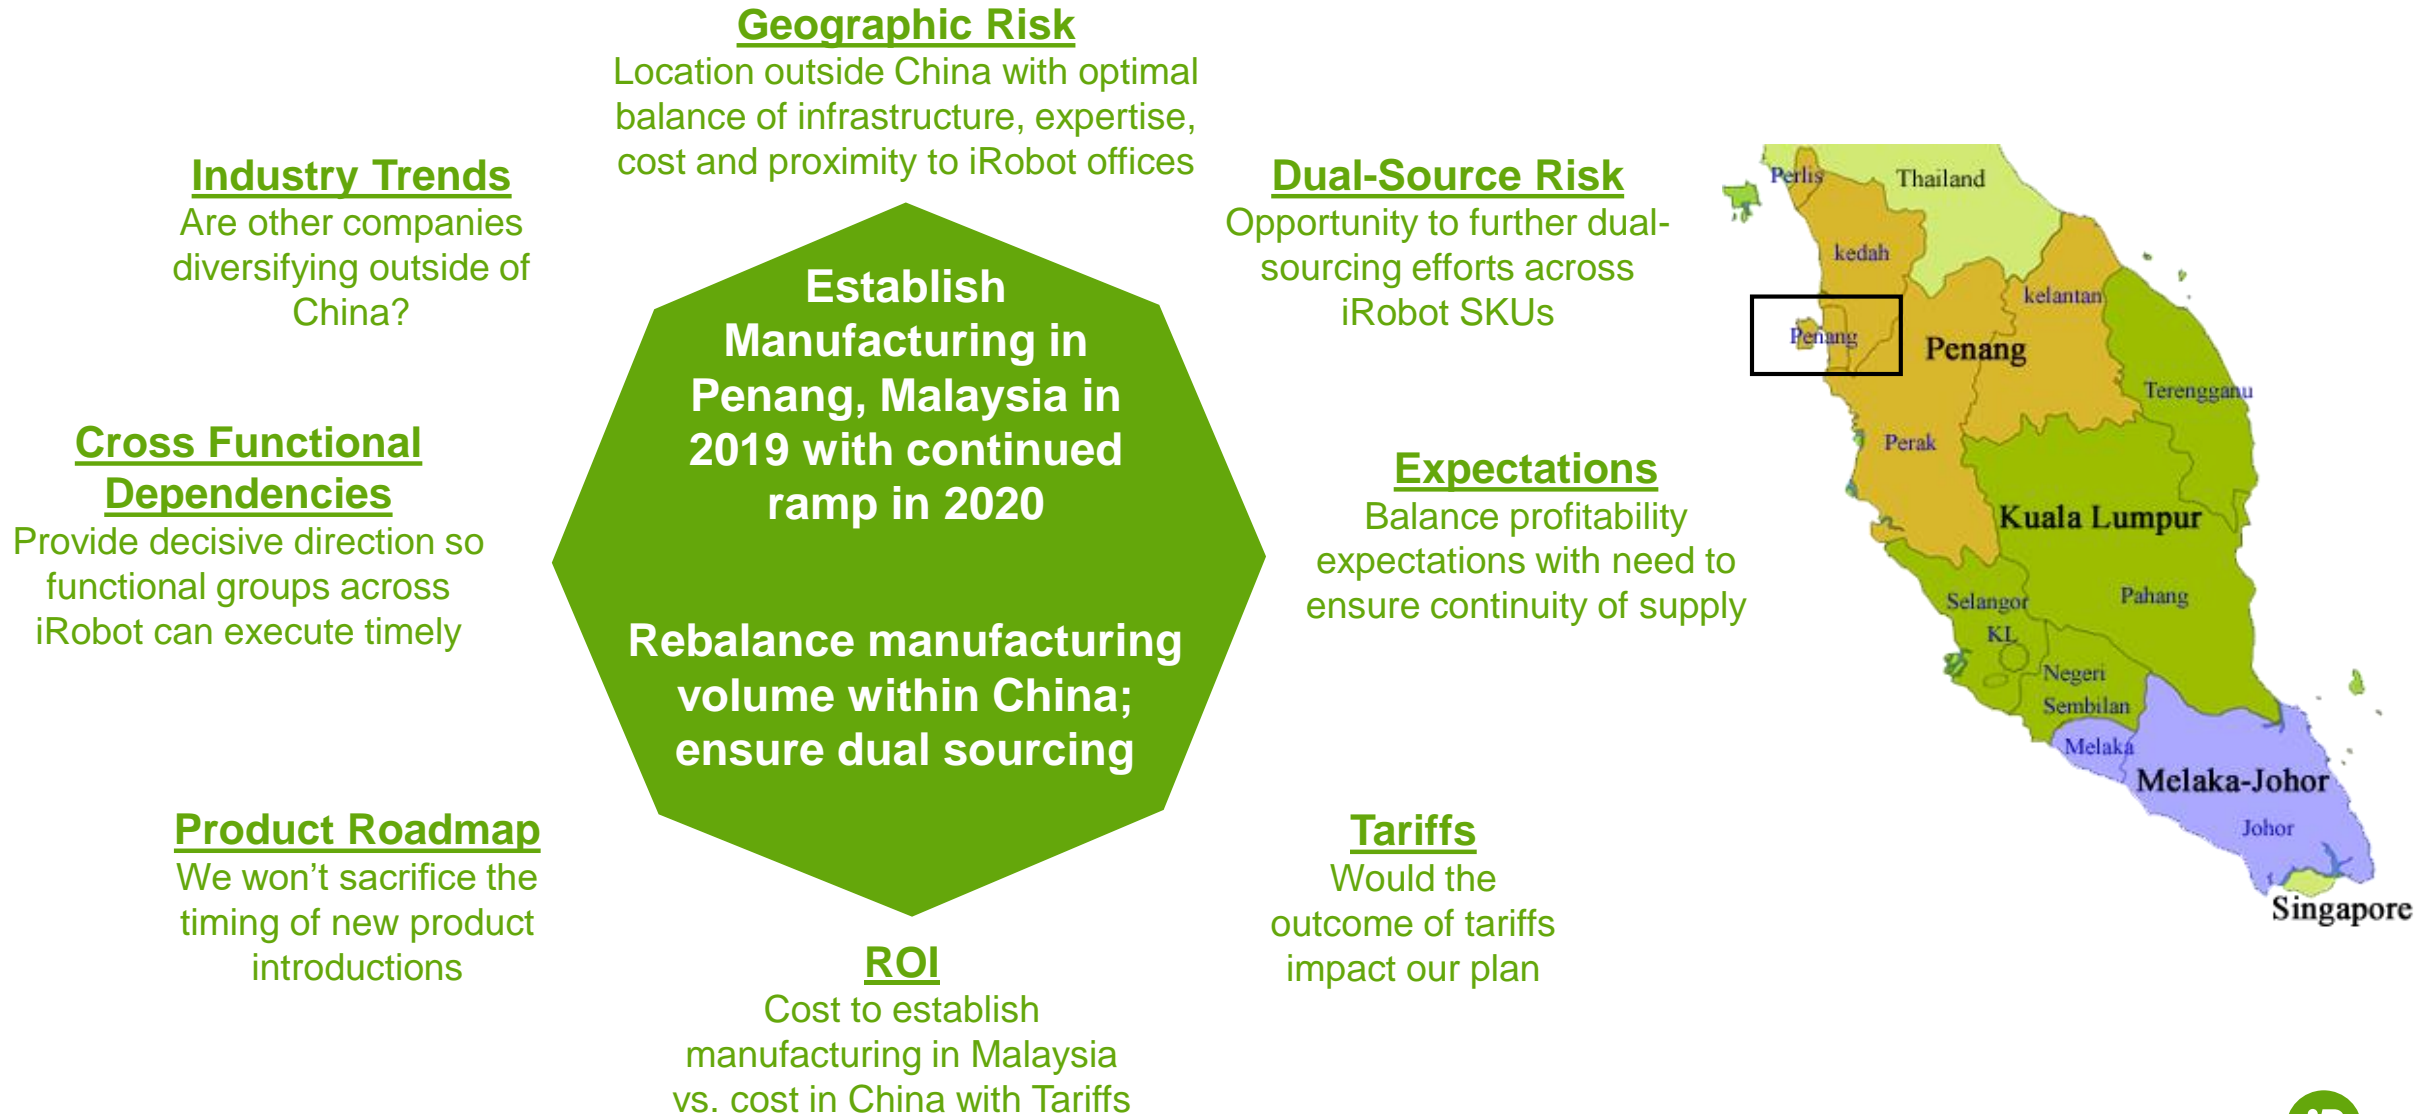 Geographic Risk
Location outside China with optimal
balance of infrastructure, expertise,
cost and proximity to iRobot offices
Industry Trends
Are other companies
diversifying outside of
China?
Dual-Source Risk
Opportunity to further dual-
sourcing efforts across
iRobot SKUs
Cross Functional
Dependencies
Provide decisive direction so
functional groups across
iRobot can execute timely
Establish
Manufacturing in
Penang, Malaysia in
2019 with continued
ramp in 2020
Rebalance manufacturing
volume within China;
ensure dual sourcing
Expectations
Balance profitability
expectations with need to
ensure continuity of supply
Product Roadmap
We won't sacrifice the
timing of new product
introductions
ROI
Cost to establish
manufacturing in Malaysia
vs. cost in China with Tariffs
Tariffs
Would the
outcome of tariffs
impact our plan
Perlis
Thailand
kedah
kelantan
Penang
Penang
Terengganu
Perak
Kuala Lumpur
Selangor
Pahang
KL
Negeri
Sembilan
Melaka
Melaka-Johor
Johor
Singapore